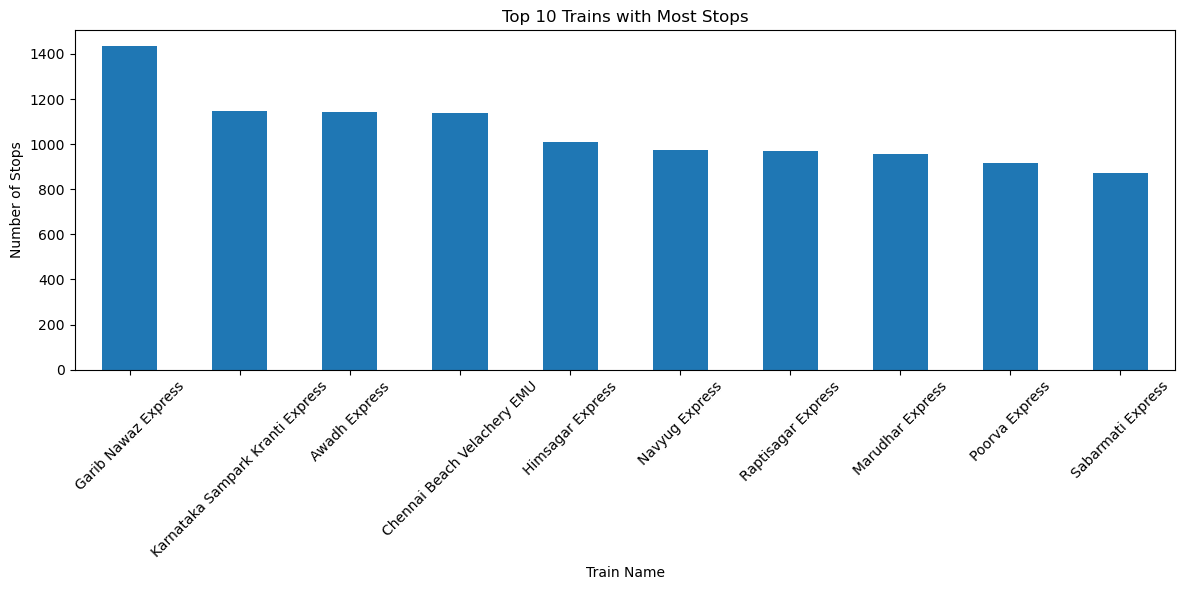 Top 10 Trains with Most Stops
Number of Stops
1400
1200
1000
800
600
400
200
0
Garib Nawaz Express
Karnataka Sampark Kranti Express
Awadh Express
Chennai Beach Velachery EMU
Himsagar Express
Navyug Express
Raptisagar Express
Marudhar Express
Poorva Express
Sabarmati Express
Train Name